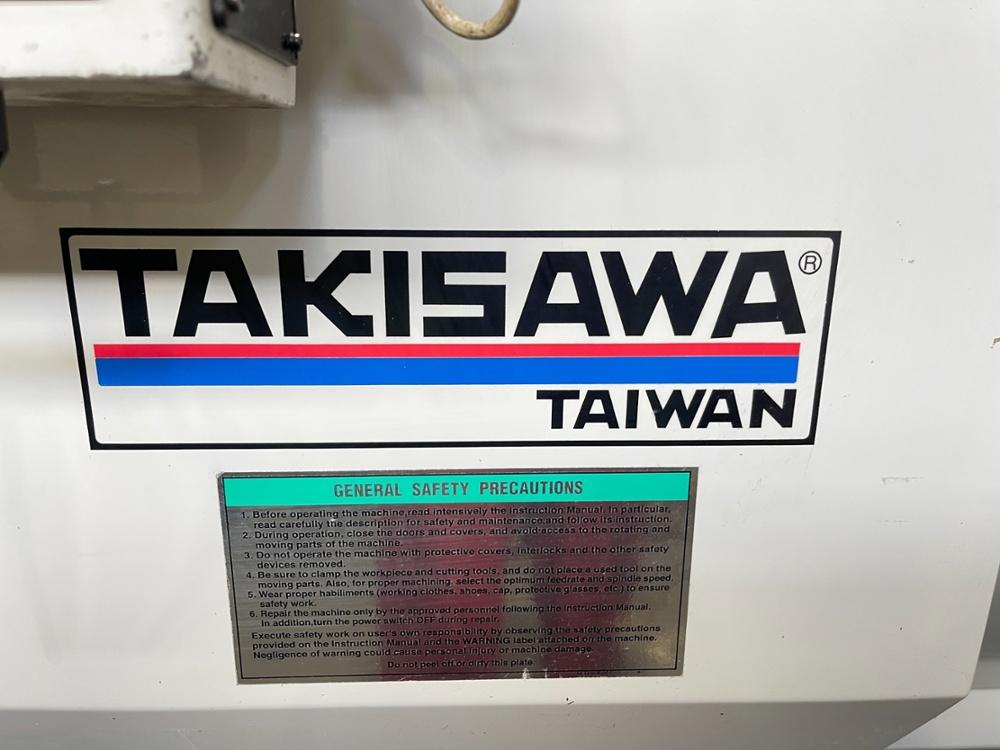 TAKISAWA®
TAIWAN
GENERAL SAFETY PRECAUTIONS
1. Before operating the machine,read intensively the Instruction Manual. In particular,
read carefully the description for safety and maintenance,and follow its instruction.
2. During operation, close the doors and covers, and avoid access to the rotating and
moving parts of the machine.
3. Do not operate the machine with protective covers, interlocks and the other safety
devices removed.
4. Be sure to clamp the workpiece and cutting tools, and do not place a used tool on the
moving parts. Also, for proper machining. select the optimum feedrate and spindle speed.
5. Wear proper habiliments (working clothes, shoes, cap, protective glasses, etc.) to ensure
safety work.
6. Repair the machine only by the approved personnel following the Instruction Manual.
In addition,turn the power switch OFF during repair.
Execute safety work on user's own responsibility by observing the safety precautions
provided on the Instruction Manual and the WARNING label attached on the machine.
Negligence of warning could cause personal injury or machine damage.
Do not peel off or dirty this plate